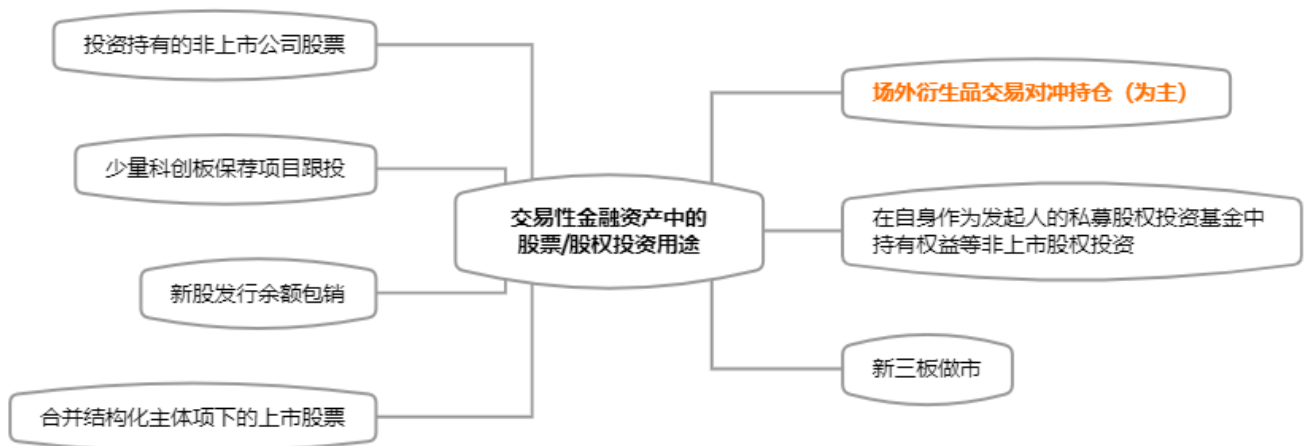 投资持有的非上市公司股票
少量科创板保荐项目跟投
新股发行余额包销
合并结构化主体项下的上市股票
交易性金融资产中的
股票/股权投资用途
场外衍生品交易对冲持仓（为主）
在自身作为发起人的私募股权投资基金中
持有权益等非上市股权投资
新三板做市